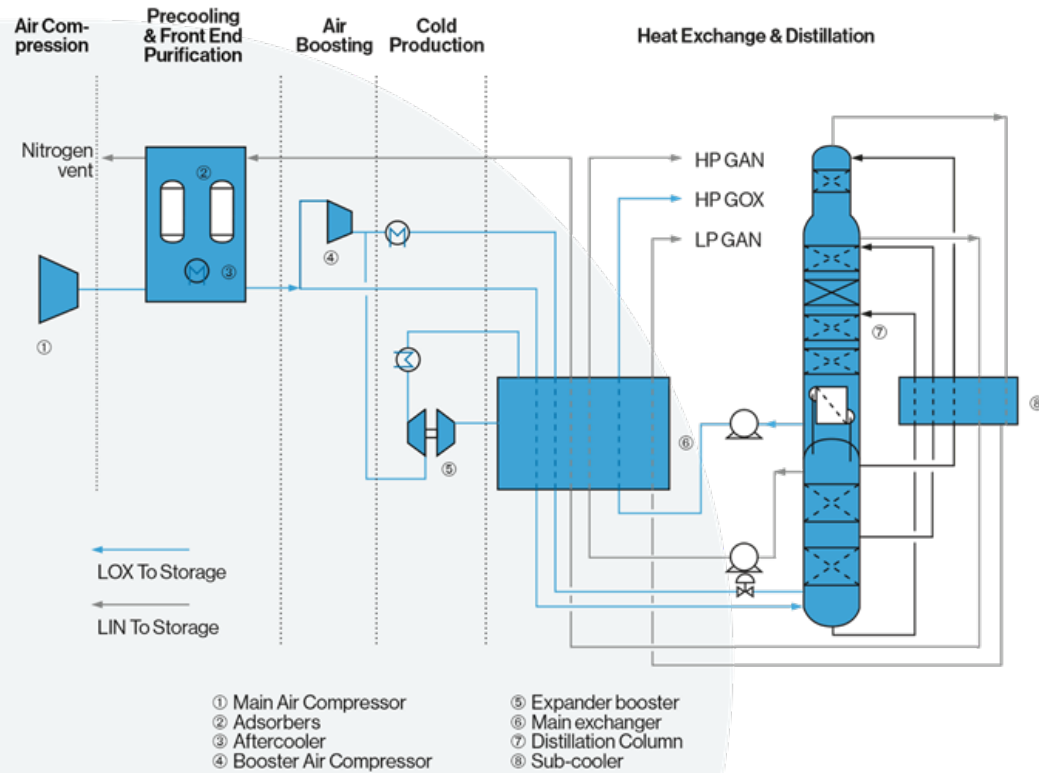 Air Com-
pression
Precooling
& Front End
Purification
Air
Boosting
Cold
Production
Heat Exchange & Distillation
Nitrogen
vent
②
③
①
④
⑤
⑥
HP GAN
HP GOX
LP GAN
⑦
⑧
LOX To Storage
LIN To Storage
① Main Air Compressor
② Adsorbers
③ Aftercooler
④ Booster Air Compressor
⑤ Expander booster
⑥ Main exchanger
⑦ Distillation Column
⑧ Sub-cooler